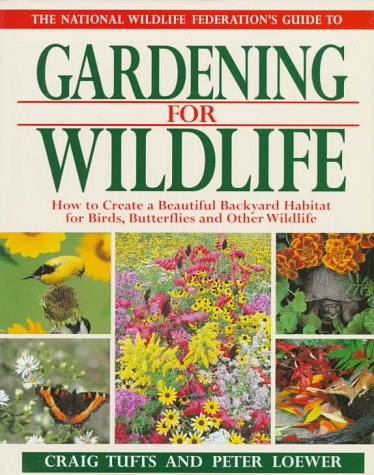 THE NATIONAL WILDLIFE FEDERATION'S GUIDE TO
GARDENING
FOR
WILDLIFE
How to Create a Beautiful Backyard Habitat
for Birds, Butterflies and Other Wildlife
CRAIG TUFTS AND PETER LOEWER